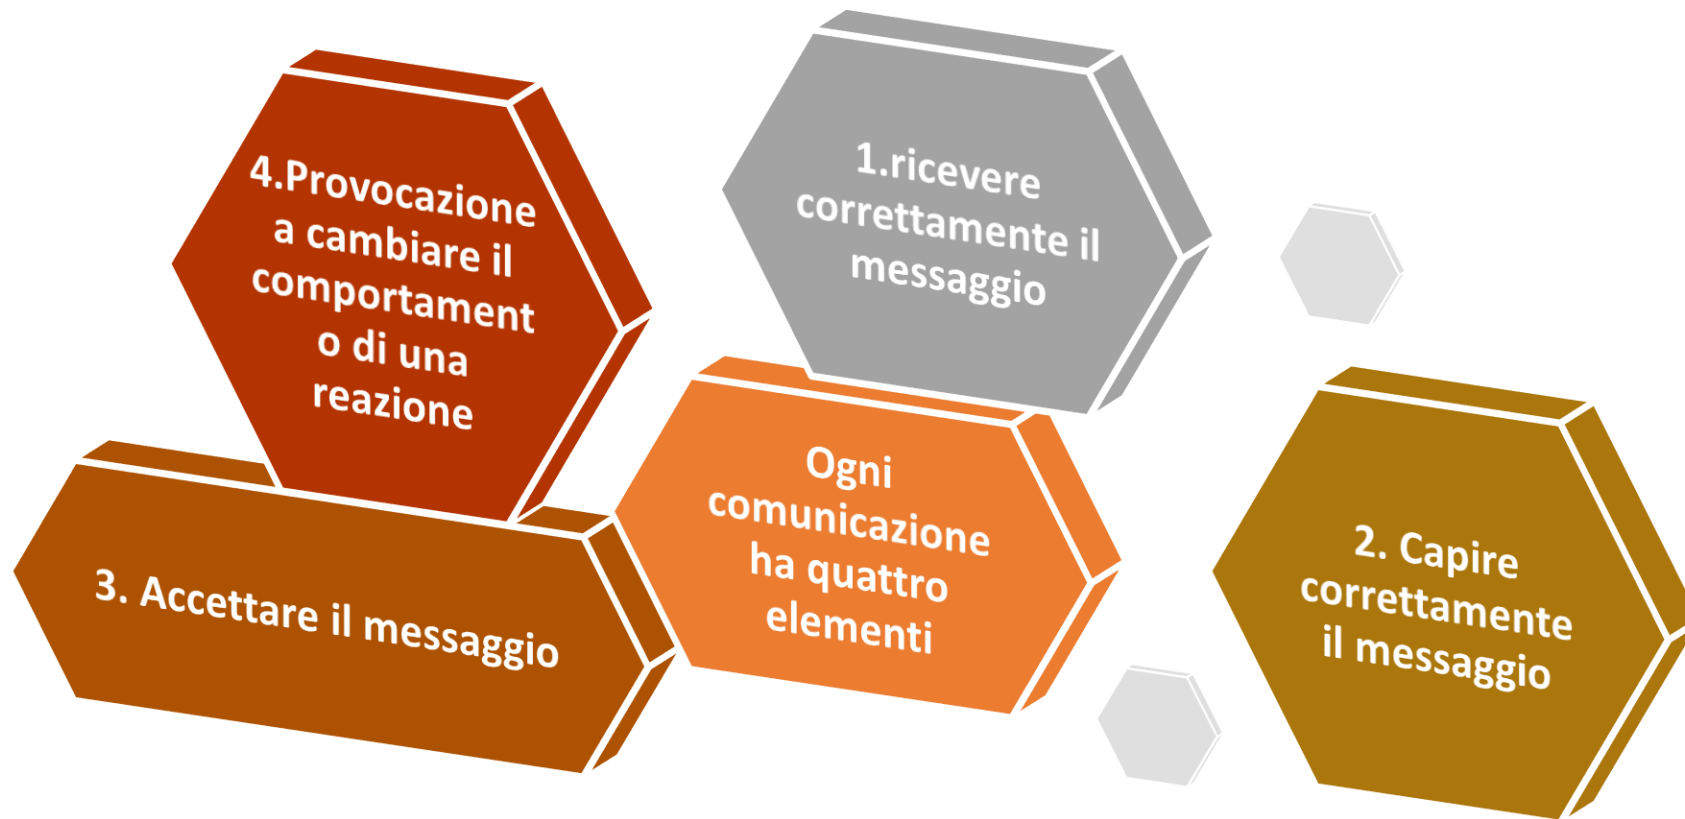 4.Provocazione
a cambiare il
comportament
o di una
reazione
1.ricevere
correttamente il
messaggio
Ogni
comunicazione
ha quattro
elementi
2. Capire
correttamente
il messaggio
3. Accettare il messaggio